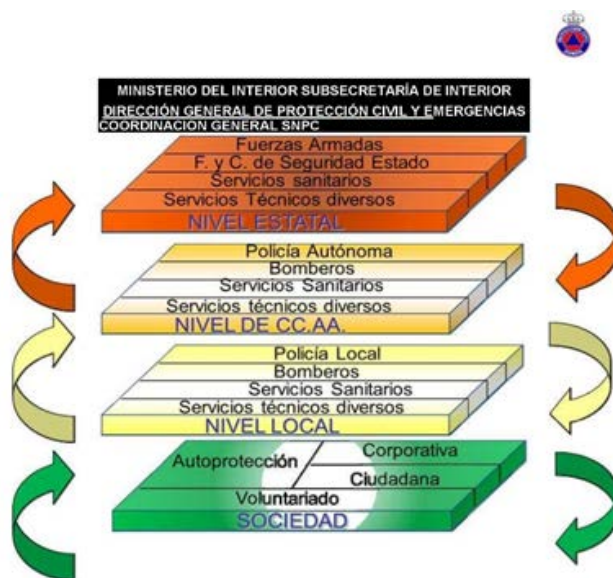 MINISTERIO DEL INTERIOR SUBSECRETARÍA DE INTERIOR
DIRECCIÓN GENERAL DE PROTECCIÓN CIVIL Y EMERGENCIAS
COORDINACION GENERAL SNPC
Fuerzas Armadas
F. y C. de Seguridad Estado
Servicios sanitarios
Servicios Técnicos diversos
NIVEL ESTATAL
Policía Autónoma
Bomberos
Servicios Sanitarios
Servicios técnicos diversos
NIVEL DE CC.AA.
Policía Local
Bomberos
Servicios Sanitarios
Servicios técnicos diversos
NIVEL LOCAL
Autoprotección
Corporativa
Ciudadana
Voluntariado
SOCIEDAD